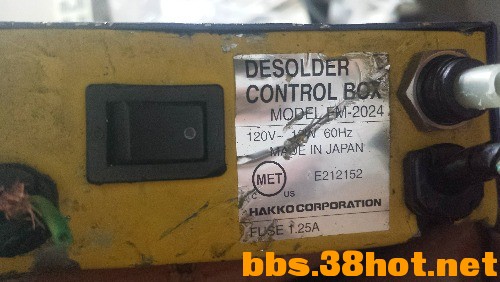 DESOLDER
CONTROL BOX
MODEL FM-2024
120V~ 60Hz
MADE IN JAPAN
MET
C US
E212152
HAKKO CORPORATION
FUSE 1.25A
bbs.38hot.net